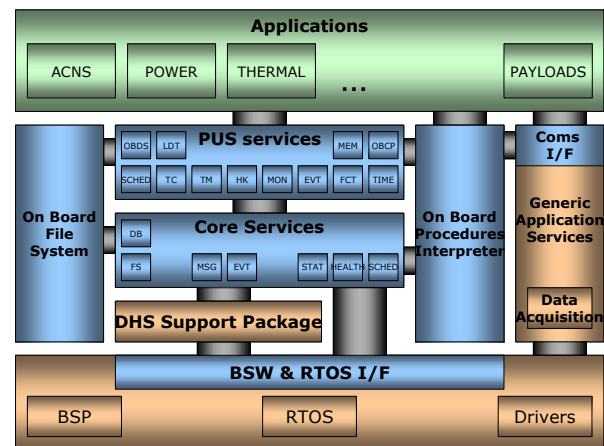 Applications
ACNS
POWER
THERMAL
...
PAYLOADS
PUS services
OBDS
LDT
MEM
OBCP
SCHED
TC
TM
HK
MON
EVT
FCT
TIME
Coms
I/F
On Board
File
System
Core Services
DB
FS
MSG
EVT
STAT
HEALTH
SCHED
On Board
Procedures
Interpreter
Generic
Application
Services
Data
Acquisition
DHS Support Package
BSW & RTOS I/F
BSP
RTOS
Drivers